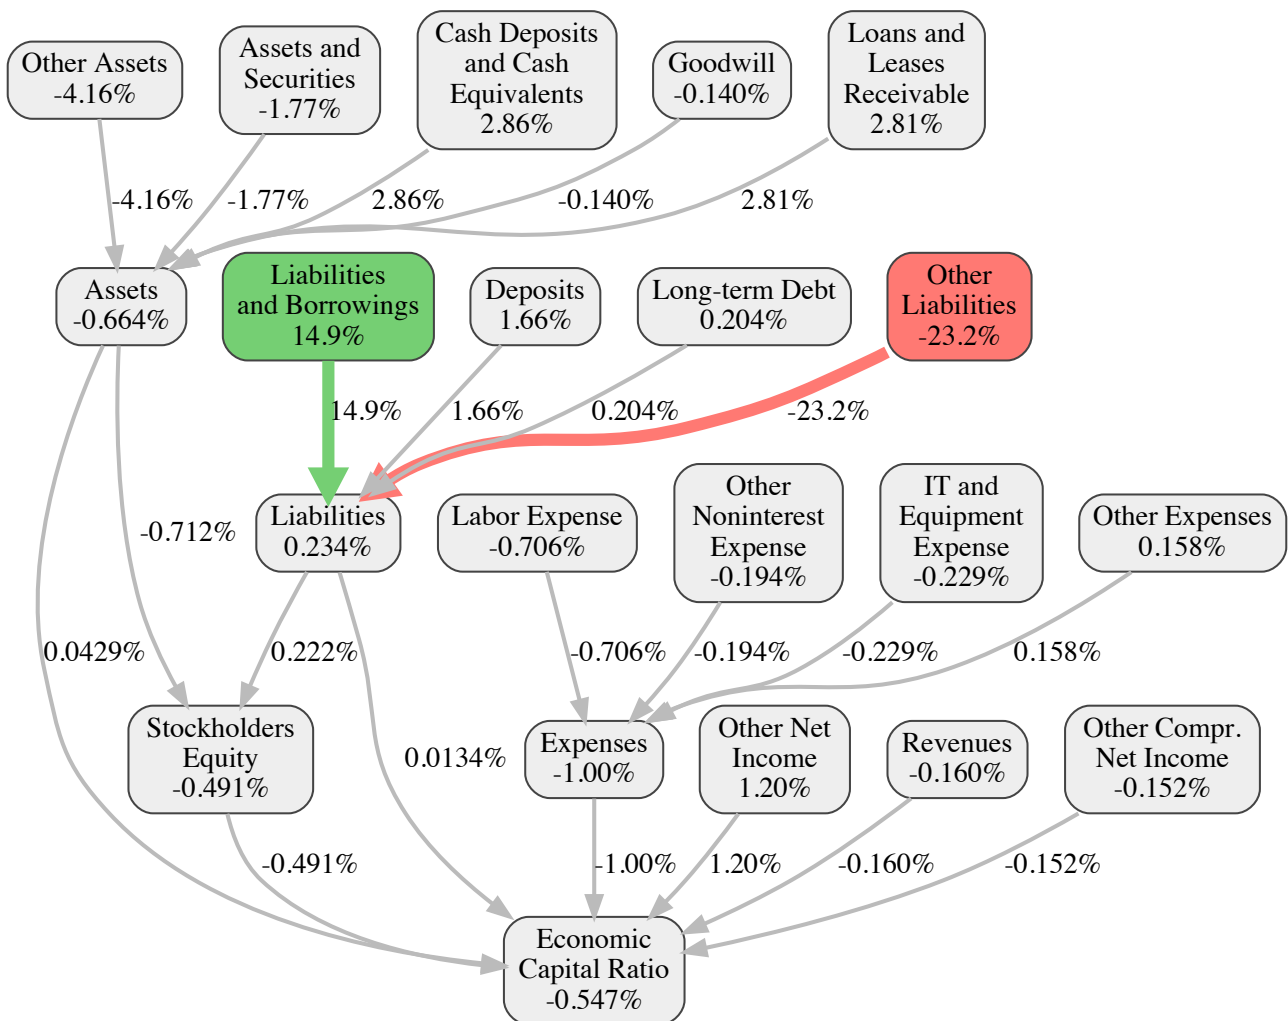 Other Assets
-4.16%
Assets and
Securities
-1.77%
Cash Deposits
and Cash
Equivalents
2.86%
Goodwill
-0.140%
Loans and
Leases
Receivable
2.81%
-4.16%
-1.77%
2.86%
-0.140%
2.81%
Assets
-0.664%
Liabilities
and Borrowings
14.9%
Deposits
1.66%
Long-term Debt
0.204%
Other
Liabilities
-23.2%
14.9%
1.66%
0.204%
-23.2%
-0.712%
Liabilities
0.234%
Labor Expense
-0.706%
Other
Noninterest
Expense
-0.194%
IT and
Equipment
Expense
-0.229%
Other Expenses
0.158%
0.0429%
0.222%
-0.706%
-0.194%
-0.229%
0.158%
Stockholders
Equity
-0.491%
0.0134%
Expenses
-1.00%
Other Net
Income
1.20%
Revenues
-0.160%
Other Compr.
Net Income
-0.152%
-0.491%
-1.00%
1.20%
-0.160%
-0.152%
Economic
Capital Ratio
-0.547%